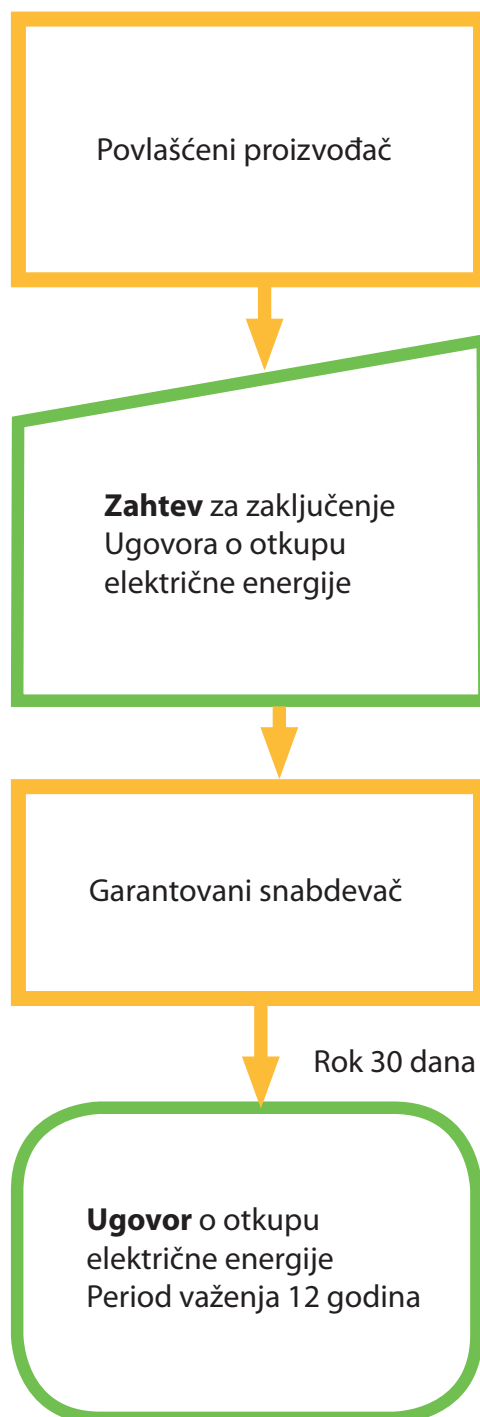 Povlašćeni proizvođač
Zahtev za zaključenje
Ugovora o otkupu
električne energije
Garantovani snabdevač
Rok 30 dana
Ugovor o otkupu
električne energije
Period važenja 12 godina